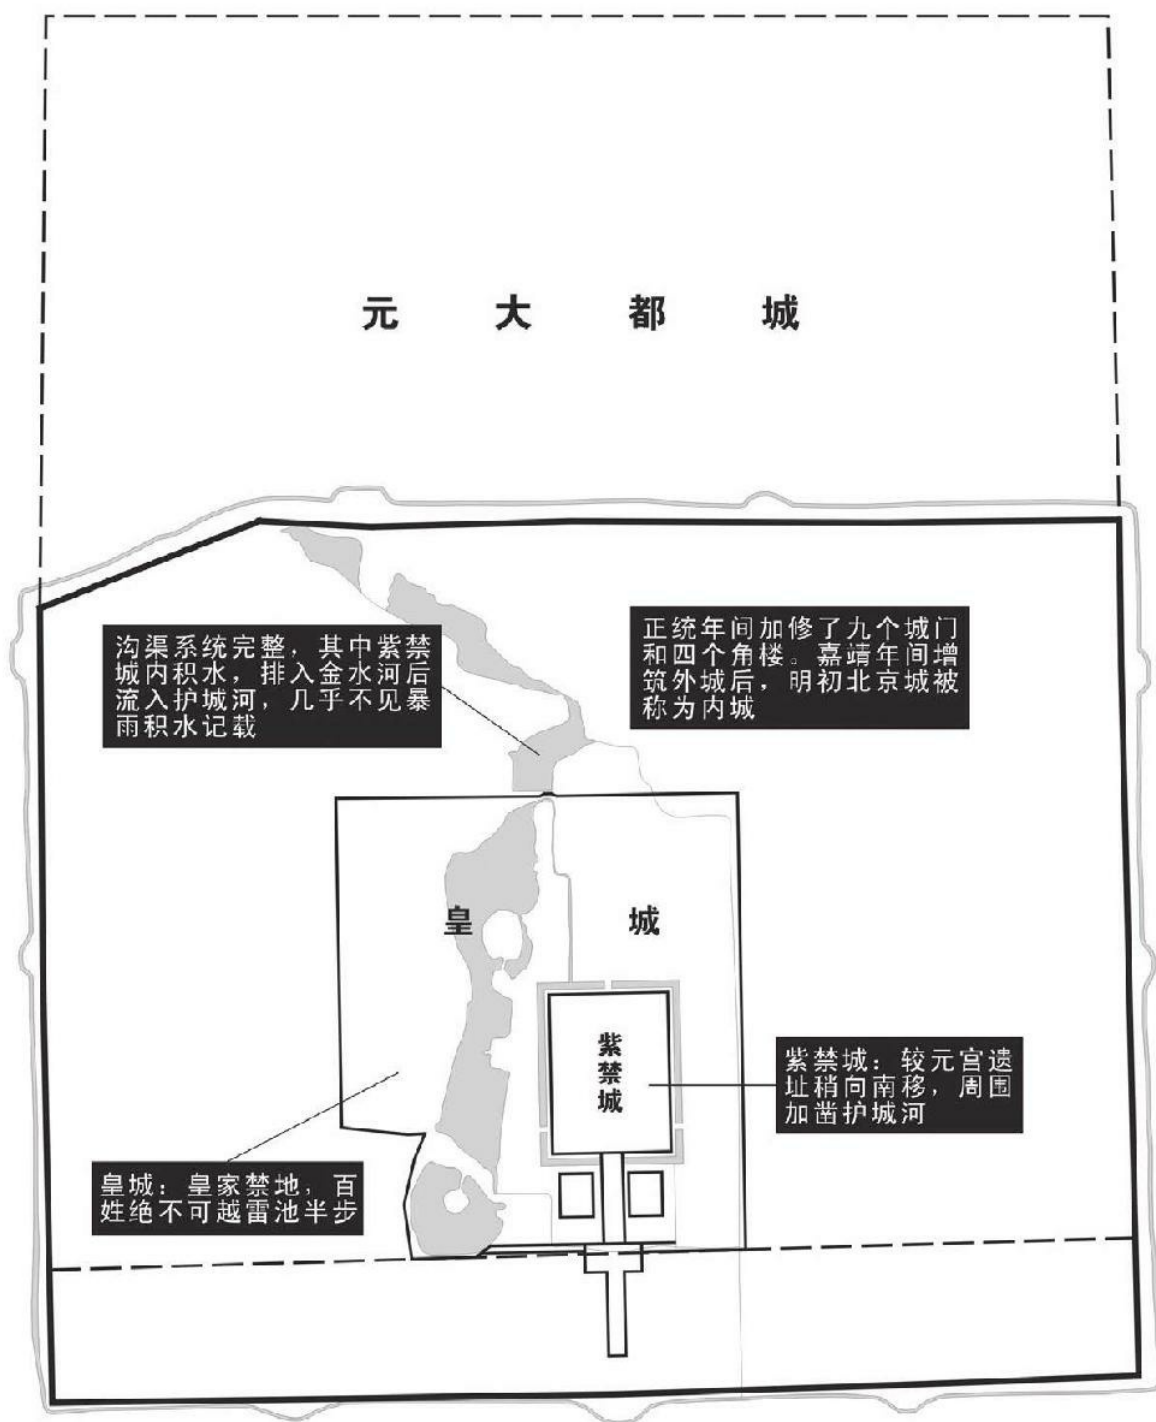 元大都城
沟渠系统完整，其中紫禁
城内积水，排入金水河后
流入护城河，几乎不见暴
雨积水记载
正统年间加修了九个城门
和四个角楼。嘉靖年间增
筑外城后，明初北京城被
称为内城
皇城
紫禁城
紫禁城：较元宫遗
址稍向南移，周围
加凿护城河
皇城：皇家禁地，百
姓绝不可越雷池半步